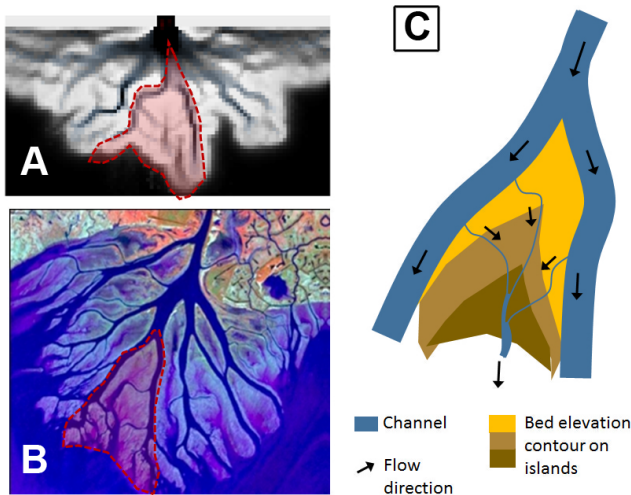 A
B
C
Channel
Flow
direction
Bed elevation
contour on
islands